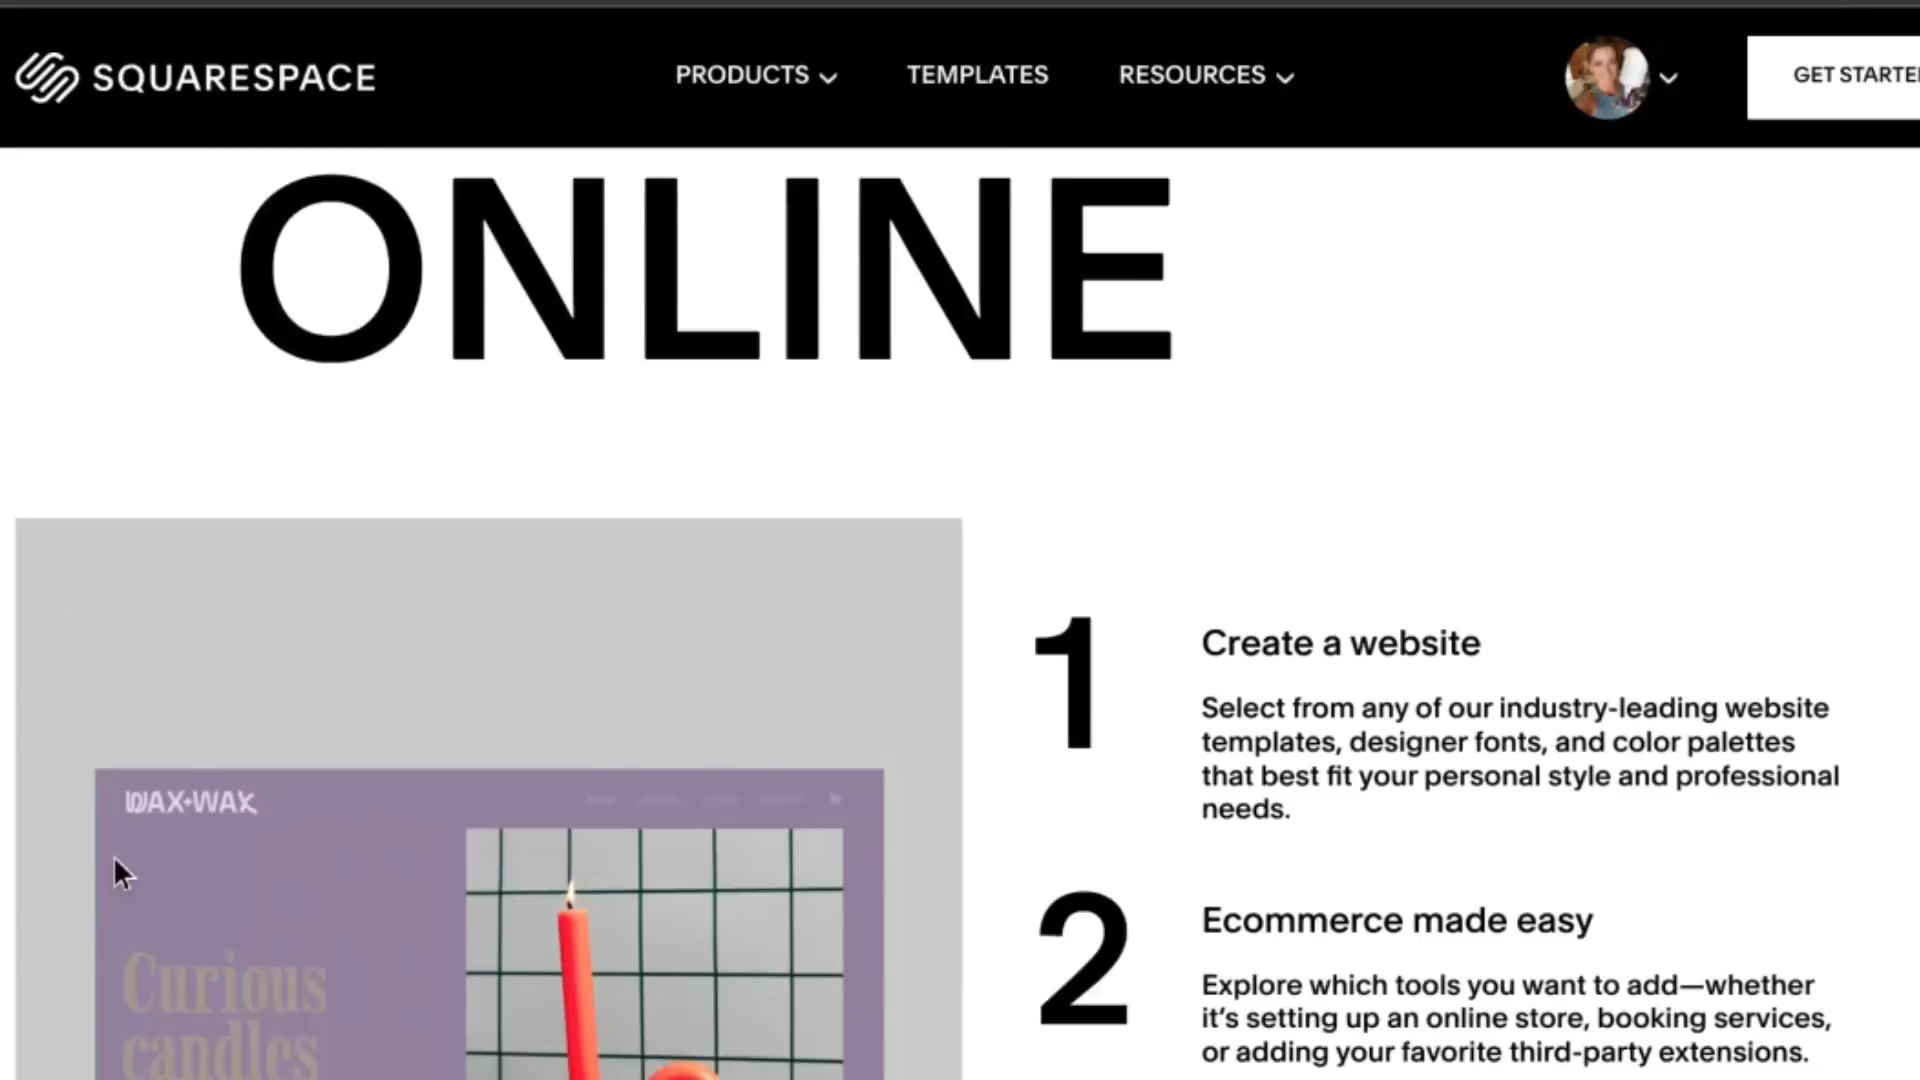 SQUARESPACE
PRODUCTS
TEMPLATES
RESOURCES
GET STARTE
ONLINE
1
Create a website
Select from any of our industry-leading website
templates, designer fonts, and color palettes
that best fit your personal style and professional
needs.
2
Ecommerce made easy
Explore which tools you want to add—whether
it's setting up an online store, booking services,
or adding your favorite third-party extensions.
WAX+WAX
Curious
candles